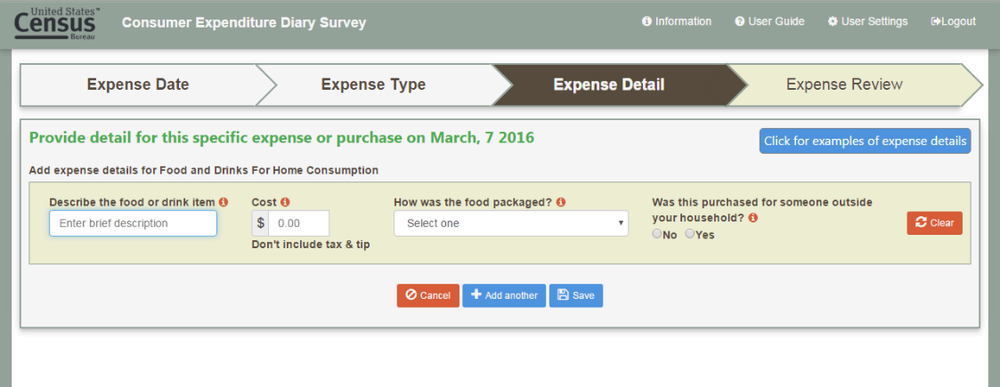 United States™
Census
Bureau
Consumer Expenditure Diary Survey
Information
User Guide
User Settings
Logout
Expense Date
Expense Type
Expense Detail
Expense Review
Provide detail for this specific expense or purchase on March, 7 2016
Click for examples of expense details
Add expense details for Food and Drinks For Home Consumption
Describe the food or drink item
Enter brief description
Cost
$ 0.00
Don't include tax & tip
How was the food packaged?
Select one
Was this purchased for someone outside
your household?
No Yes
Clear
Cancel
Add another
Save